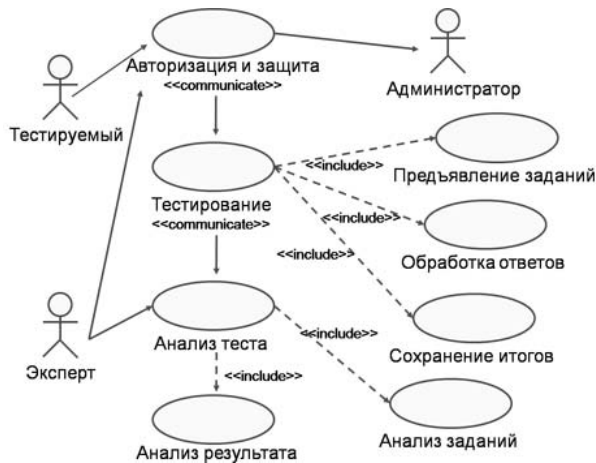 Авторизация и защита
<<communicate>>
Администратор
Тестируемый
<<include>>
Предъявление заданий
Тестирование
<<communicate>>
<<include>>
Обработка ответов
<<include>>
Анализ теста
<<include>>
Сохранение итогов
Эксперт
<<include>>
Анализ результата
Анализ заданий